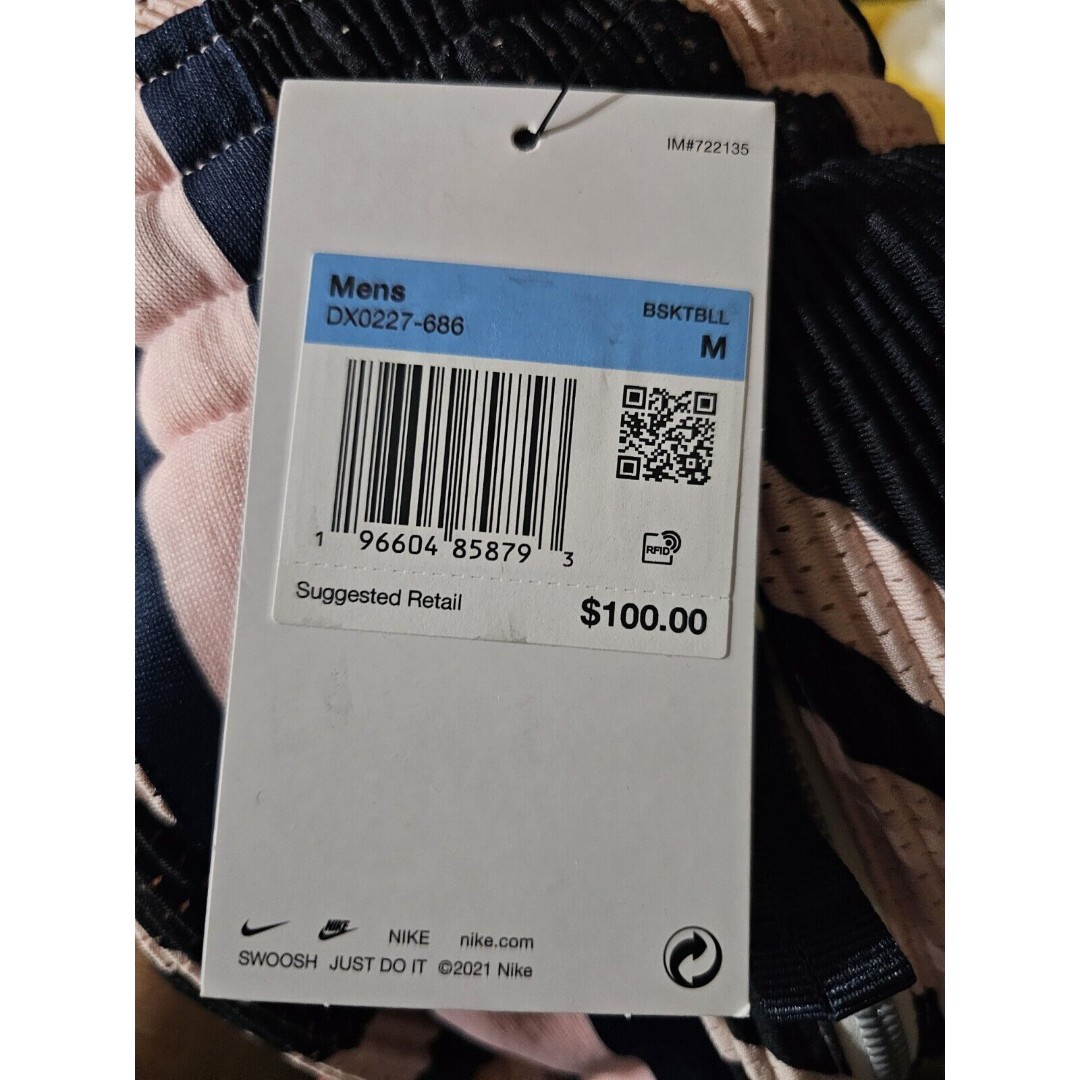 IM#722135
Mens
BSKTBLL
DX0227-686
M
1 96604 85879 3
RFID
Suggested Retail $100.00
NIKE NIKE nike.com
SWOOSH JUST DO IT ©2021 Nike